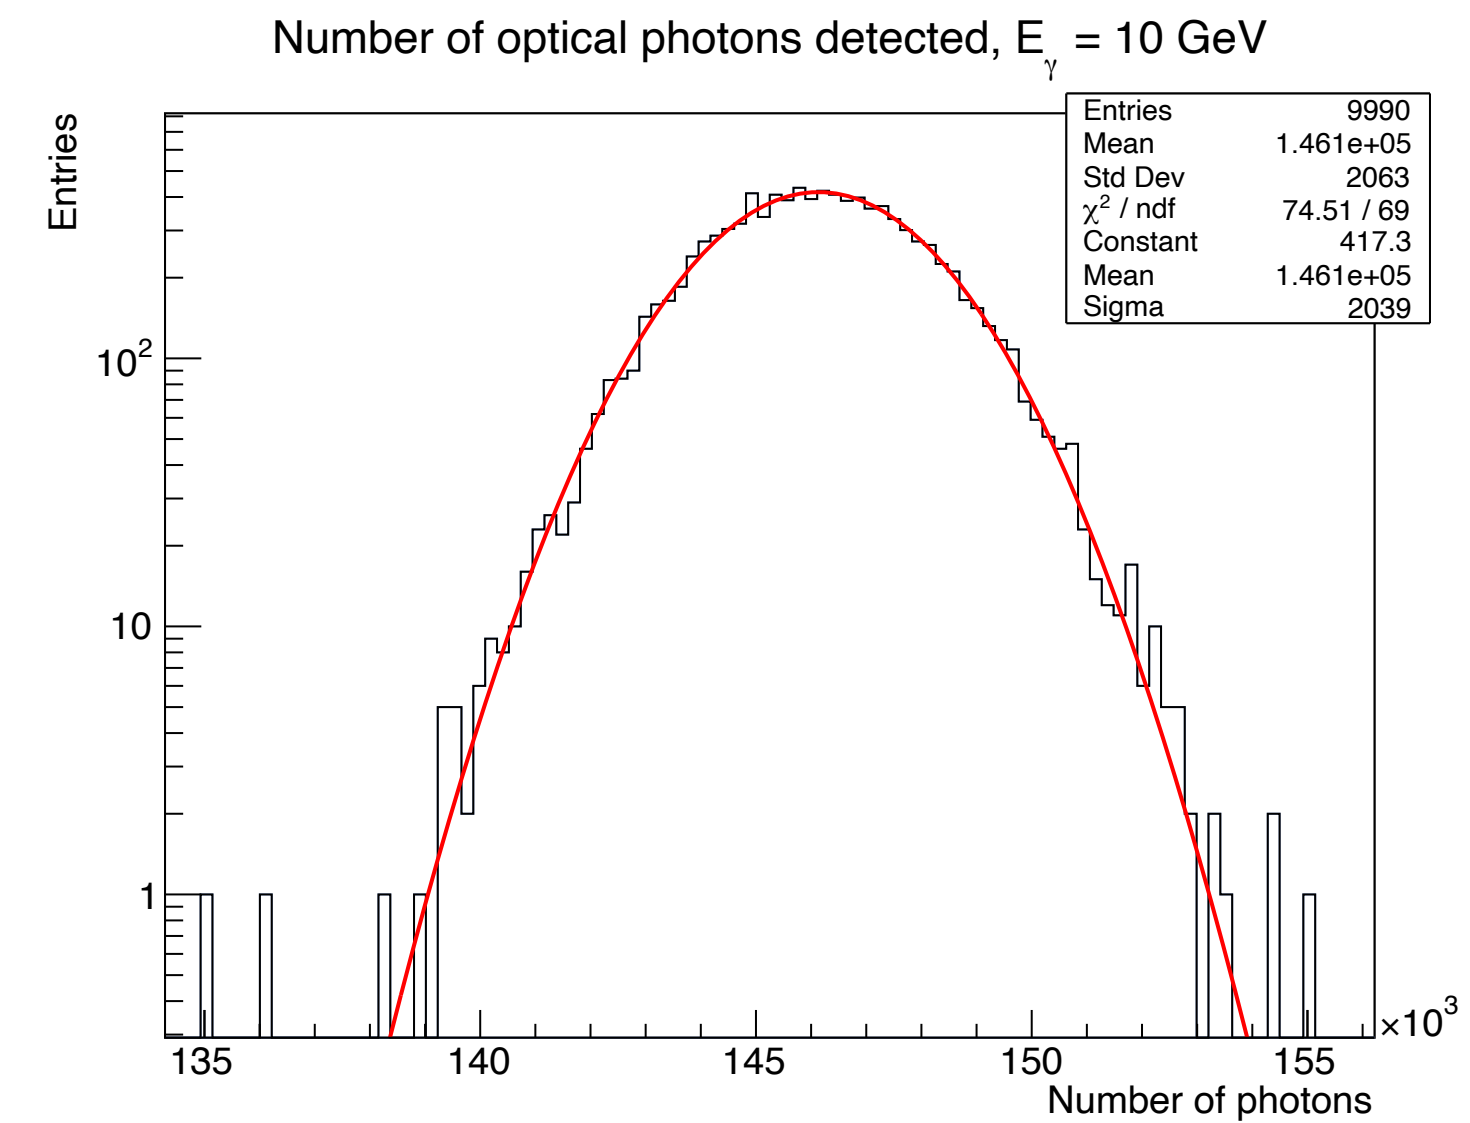 Number of optical photons detected, E_γ = 10 GeV
Entries
Entries 9990
Mean 1.461e+05
Std Dev 2063
χ² / ndf 74.51 / 69
Constant 417.3
Mean 1.461e+05
Sigma 2039
10²
10
1
135 140 145 150 155
×10³
Number of photons